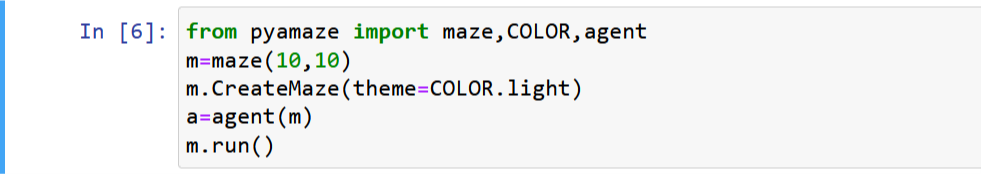 In [6]: from pyamaze import maze,COLOR,agent
m=maze(10,10)
m.CreateMaze(theme=COLOR.light)
a=agent(m)
m.run()